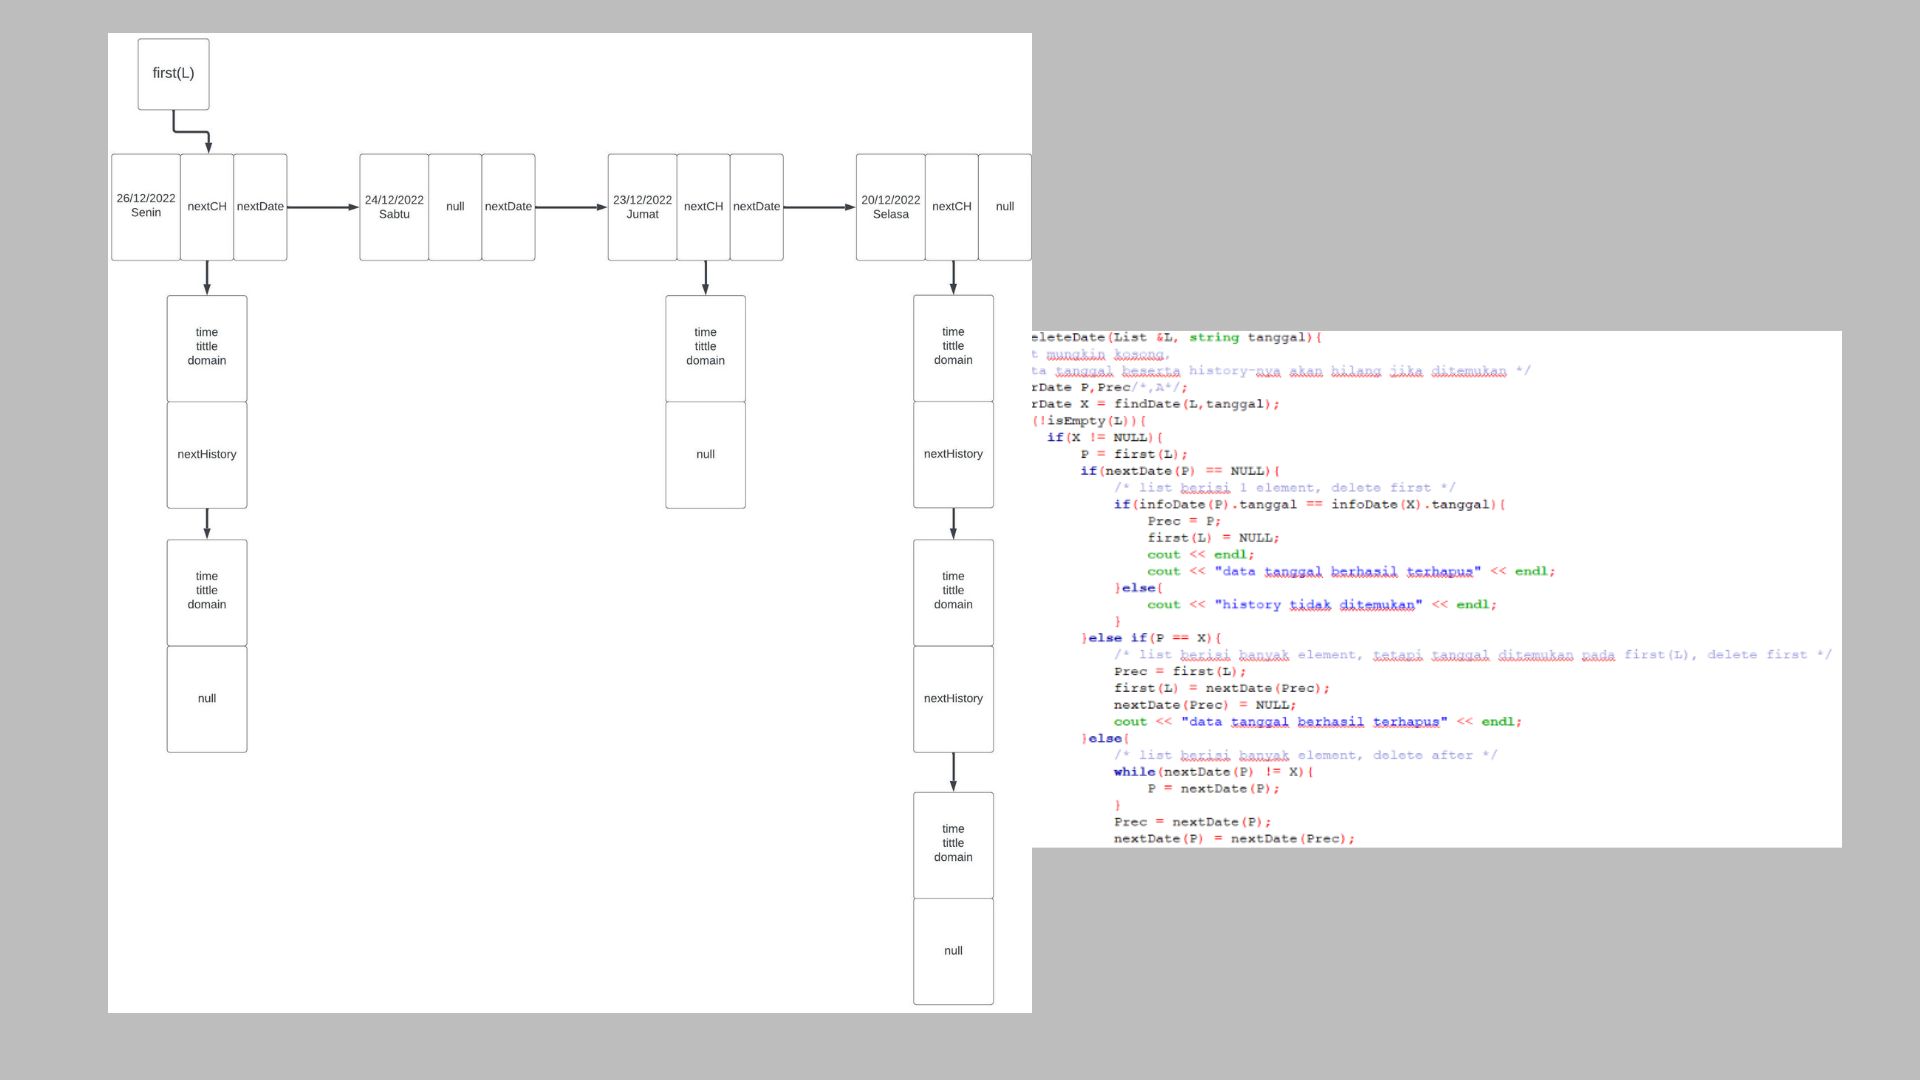 first(L)
26/12/2022
Senin
nextCH
nextDate
24/12/2022
Sabtu
null
nextDate
23/12/2022
Jumat
nextCH
nextDate
20/12/2022
Selasa
nextCH
null
time
tittle
domain
nextHistory
time
tittle
domain
null
time
tittle
domain
null
time
tittle
domain
nextHistory
time
tittle
domain
nextHistory
time
tittle
domain
null
eleteDate(List &L, string tanggal){
t mungkin kosong,
ta tanggal beserta history-nya akan hilang jika ditemukan */
rDate P,Prec/*,A*/;
rDate X = findDate(L,tanggal);
(!isEmpty(L)){
if(X != NULL){
P = first(L);
if(nextDate(P) == NULL){
/* list berisi 1 element, delete first */
if(infoDate(P).tanggal == infoDate(X).tanggal){
Prec = P;
first(L) = NULL;
cout << endl;
cout << "data tanggal berhasil terhapus" << endl;
}else{
cout << "history tidak ditemukan" << endl;
}
}else if(P == X){
/* list berisi banyak element, tetapi tanggal ditemukan pada first(L), delete first */
Prec = first(L);
first(L) = nextDate(Prec);
nextDate(Prec) = NULL;
cout << "data tanggal berhasil terhapus" << endl;
}else{
/* list berisi banyak element, delete after */
while(nextDate(P) != X){
P = nextDate(P);
}
Prec = nextDate(P);
nextDate(P) = nextDate(Prec);